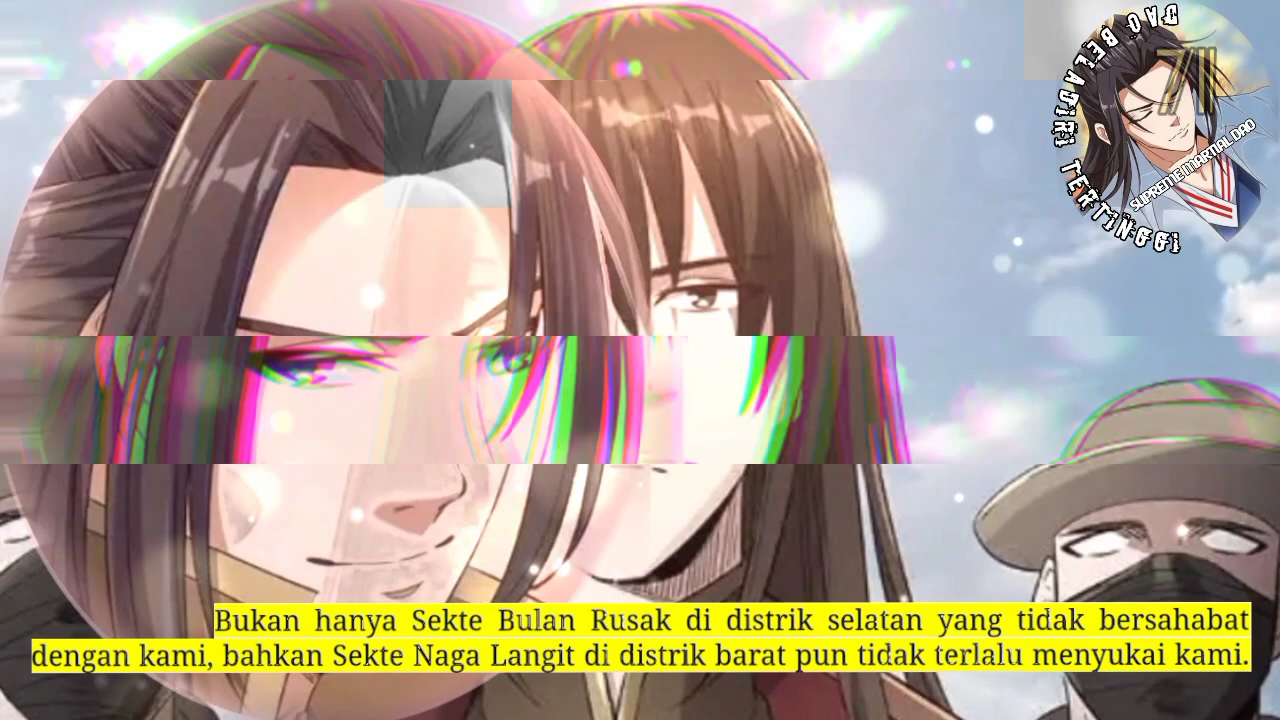 DAO BELADIRI TERTINGGI
71
SUPREME MARTIAL DAO
Bukan hanya Sekte Bulan Rusak di distrik selatan yang tidak bersahabat
dengan kami, bahkan Sekte Naga Langit di distrik barat pun tidak terlalu menyukai kami.